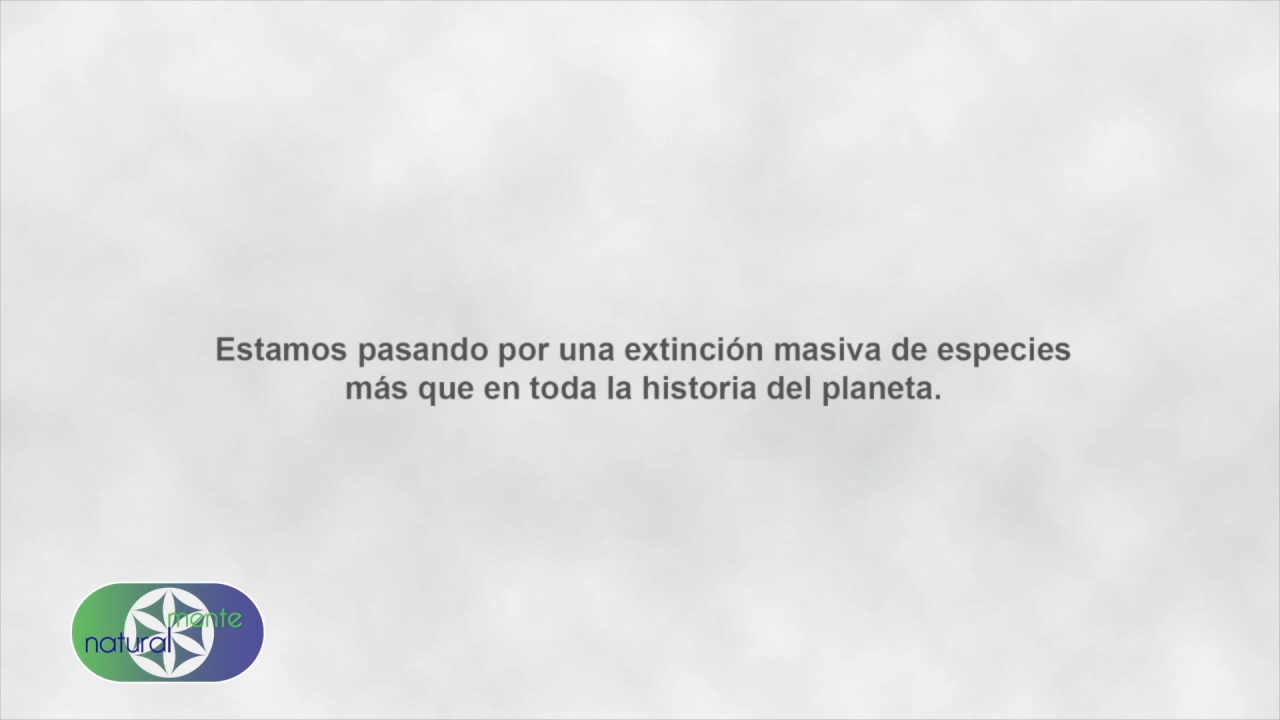 Estamos pasando por una extinción masiva de especies
más que en toda la historia del planeta.
mente
natural